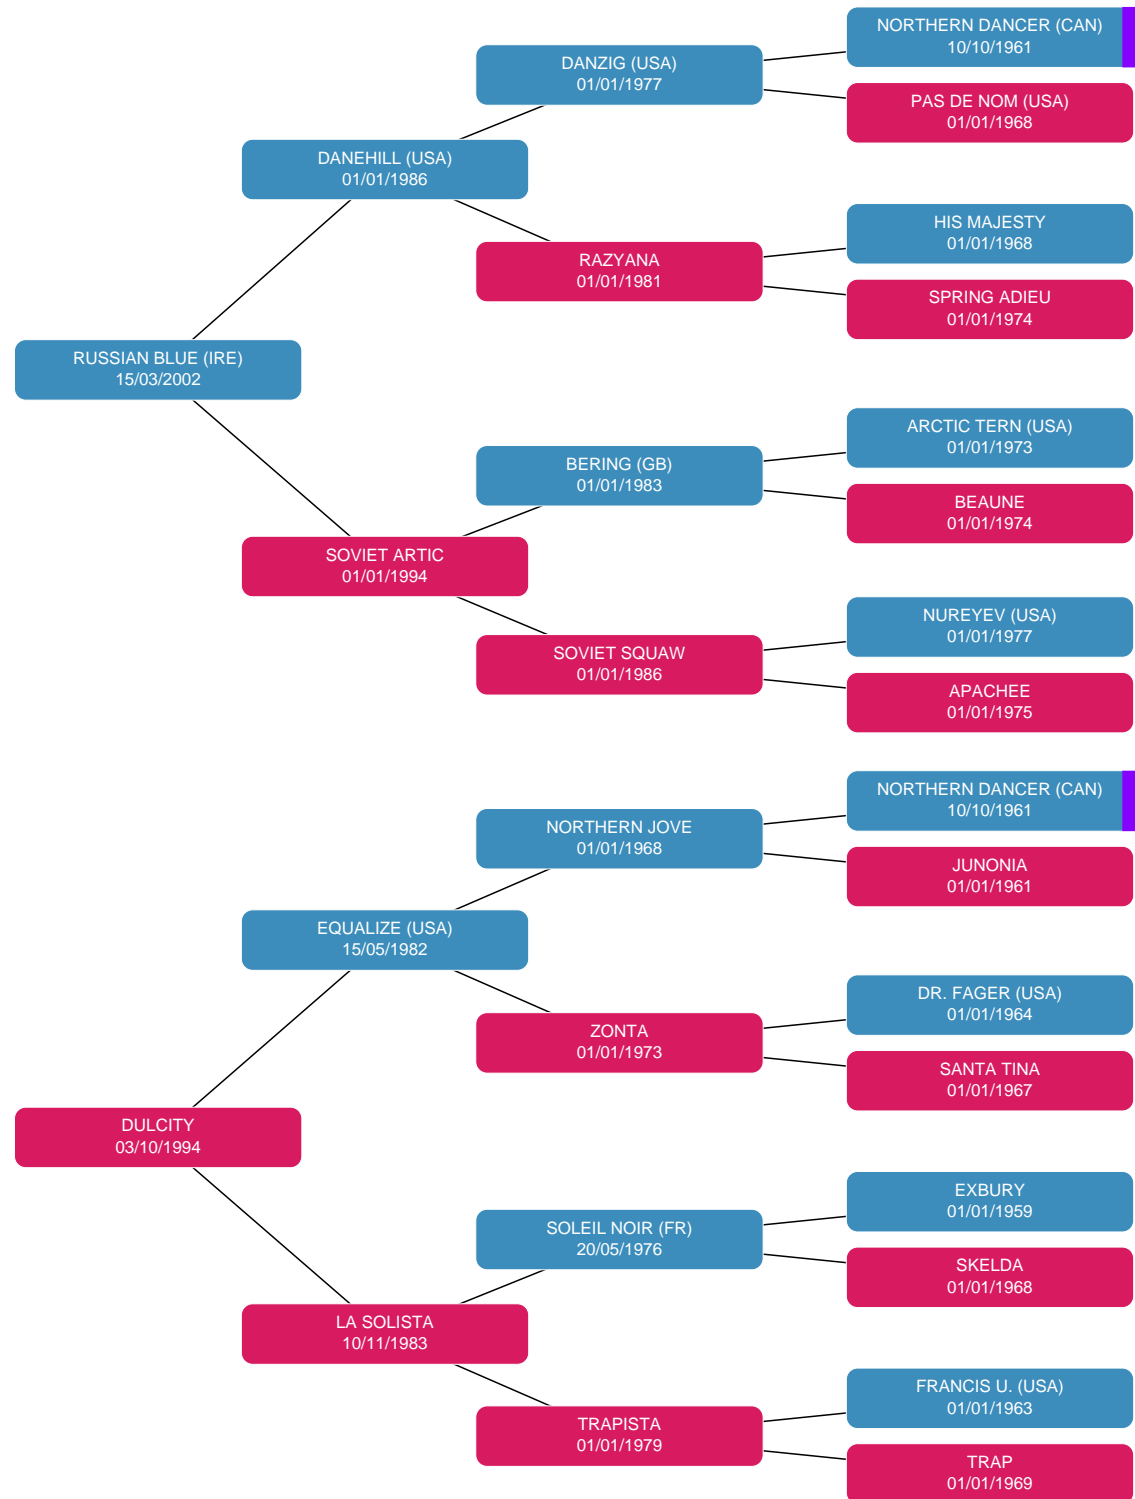 NORTHERN DANCER (CAN)
10/10/1961
DANZIG (USA)
01/01/1977
PAS DE NOM (USA)
01/01/1968
DANEHILL (USA)
01/01/1986
HIS MAJESTY
01/01/1968
RAZYANA
01/01/1981
SPRING ADIEU
01/01/1974
RUSSIAN BLUE (IRE)
15/03/2002
ARCTIC TERN (USA)
01/01/1973
BERING (GB)
01/01/1983
BEAUNE
01/01/1974
SOVIET ARTIC
01/01/1994
NUREYEV (USA)
01/01/1977
SOVIET SQUAW
01/01/1986
APACHEE
01/01/1975
NORTHERN DANCER (CAN)
10/10/1961
NORTHERN JOVE
01/01/1968
JUNONIA
01/01/1961
EQUALIZE (USA)
15/05/1982
DR. FAGER (USA)
01/01/1964
ZONTA
01/01/1973
SANTA TINA
01/01/1967
DULCITY
03/10/1994
EXBURY
01/01/1959
SOLEIL NOIR (FR)
20/05/1976
SKELDA
01/01/1968
LA SOLISTA
10/11/1983
FRANCIS U. (USA)
01/01/1963
TRAPISTA
01/01/1979
TRAP
01/01/1969